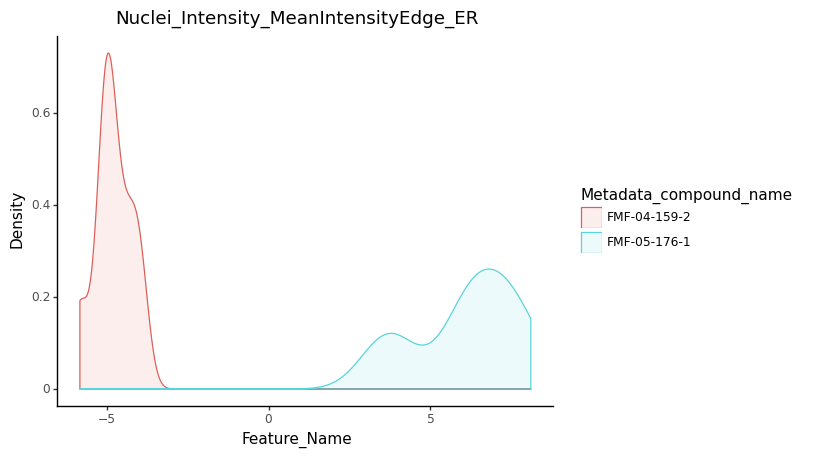 Nuclei_Intensity_MeanIntensityEdge_ER
Density
0.6
0.4
0.2
0
−5
0
5
Feature_Name
Metadata_compound_name
FMF-04-159-2
FMF-05-176-1